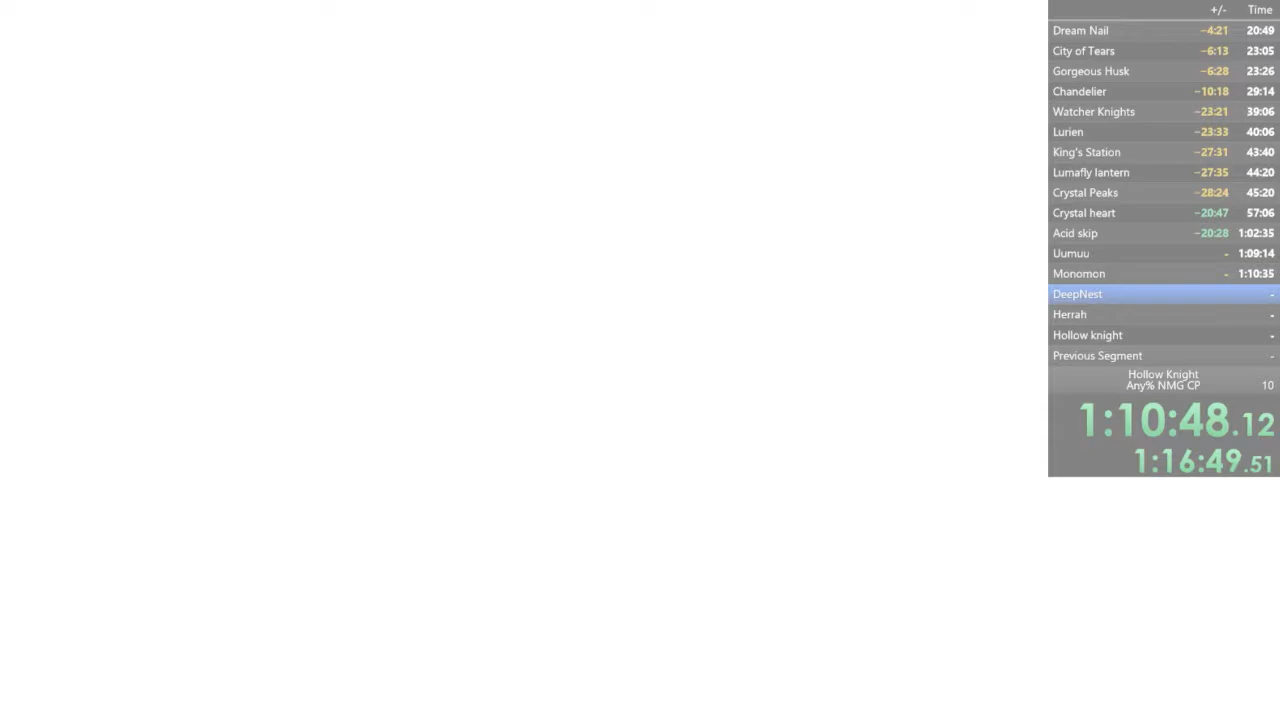 +/- Time
Dream Nail −4:21 20:49
City of Tears −6:13 23:05
Gorgeous Husk −6:28 23:26
Chandelier −10:18 29:14
Watcher Knights −23:21 39:06
Lurien −23:33 40:06
King's Station −27:31 43:40
Lumafly lantern −27:35 44:20
Crystal Peaks −28:24 45:20
Crystal heart −20:47 57:06
Acid skip −20:28 1:02:35
Uumuu - 1:09:14
Monomon - 1:10:35
DeepNest -
Herrah -
Hollow knight -
Previous Segment -
Hollow Knight
Any% NMG CP 10
1:10:48.12
1:16:49.51